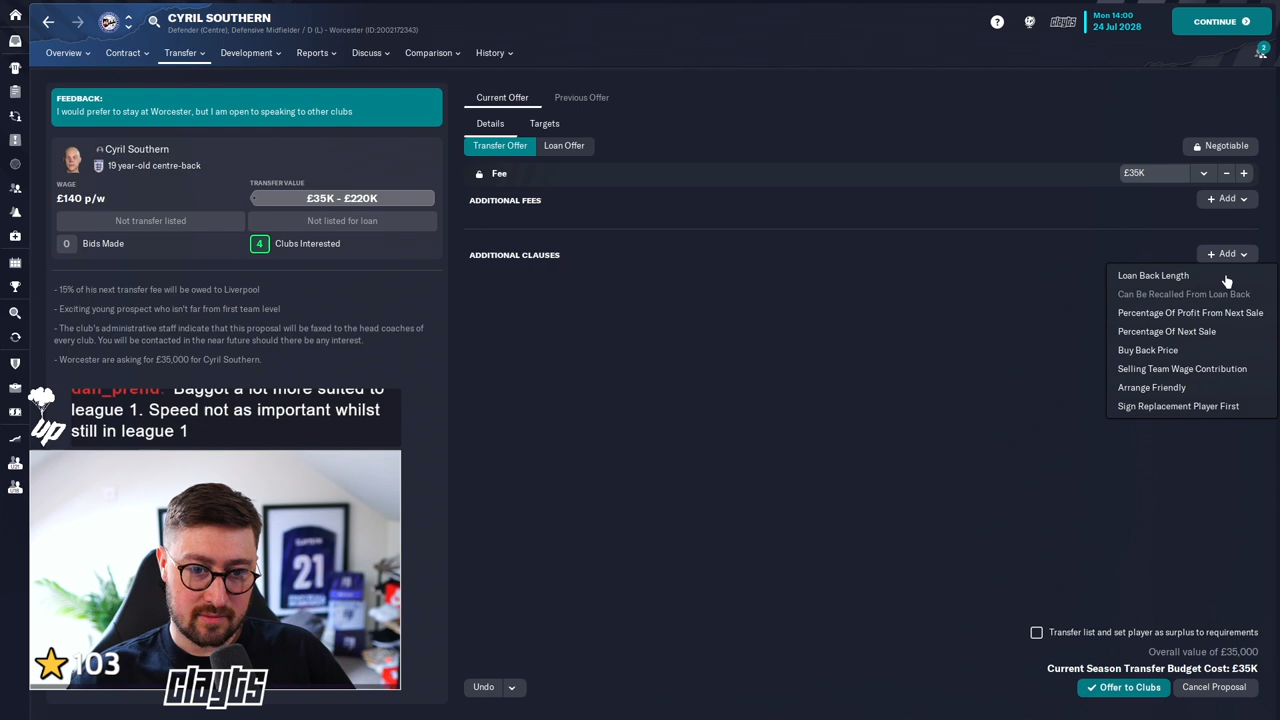 CYRIL SOUTHERN
Defender (Centre), Defensive Midfielder / D (L) - Worcester (ID:2002172343)
clayts
Mon 14:00
24 Jul 2028
CONTINUE
2
Overview
Contract
Transfer
Development
Reports
Discuss
Comparison
History
FEEDBACK:
I would prefer to stay at Worcester, but I am open to speaking to other clubs
Cyril Southern
19 year-old centre-back
WAGE
£140 p/w
TRANSFER VALUE
£35K - £220K
Not transfer listed
Not listed for loan
0 Bids Made
4 Clubs Interested
- 15% of his next transfer fee will be owed to Liverpool
- Exciting young prospect who isn't far from first team level
- The club's administrative staff indicate that this proposal will be faxed to the head coaches of
every club. You will be contacted in the near future should there be any interest.
- Worcester are asking for £35,000 for Cyril Southern.
dan_prend: Baggot a lot more suited to
league 1. Speed not as important whilst
still in league 1
up
21
103
clayts
Current Offer
Previous Offer
Details
Targets
Transfer Offer
Loan Offer
Negotiable
Fee
£35K
ADDITIONAL FEES
+ Add
ADDITIONAL CLAUSES
+ Add
Loan Back Length
Can Be Recalled From Loan Back
Percentage Of Profit From Next Sale
Percentage Of Next Sale
Buy Back Price
Selling Team Wage Contribution
Arrange Friendly
Sign Replacement Player First
Transfer list and set player as surplus to requirements
Overall value of £35,000
Current Season Transfer Budget Cost: £35K
Undo
Offer to Clubs
Cancel Proposal